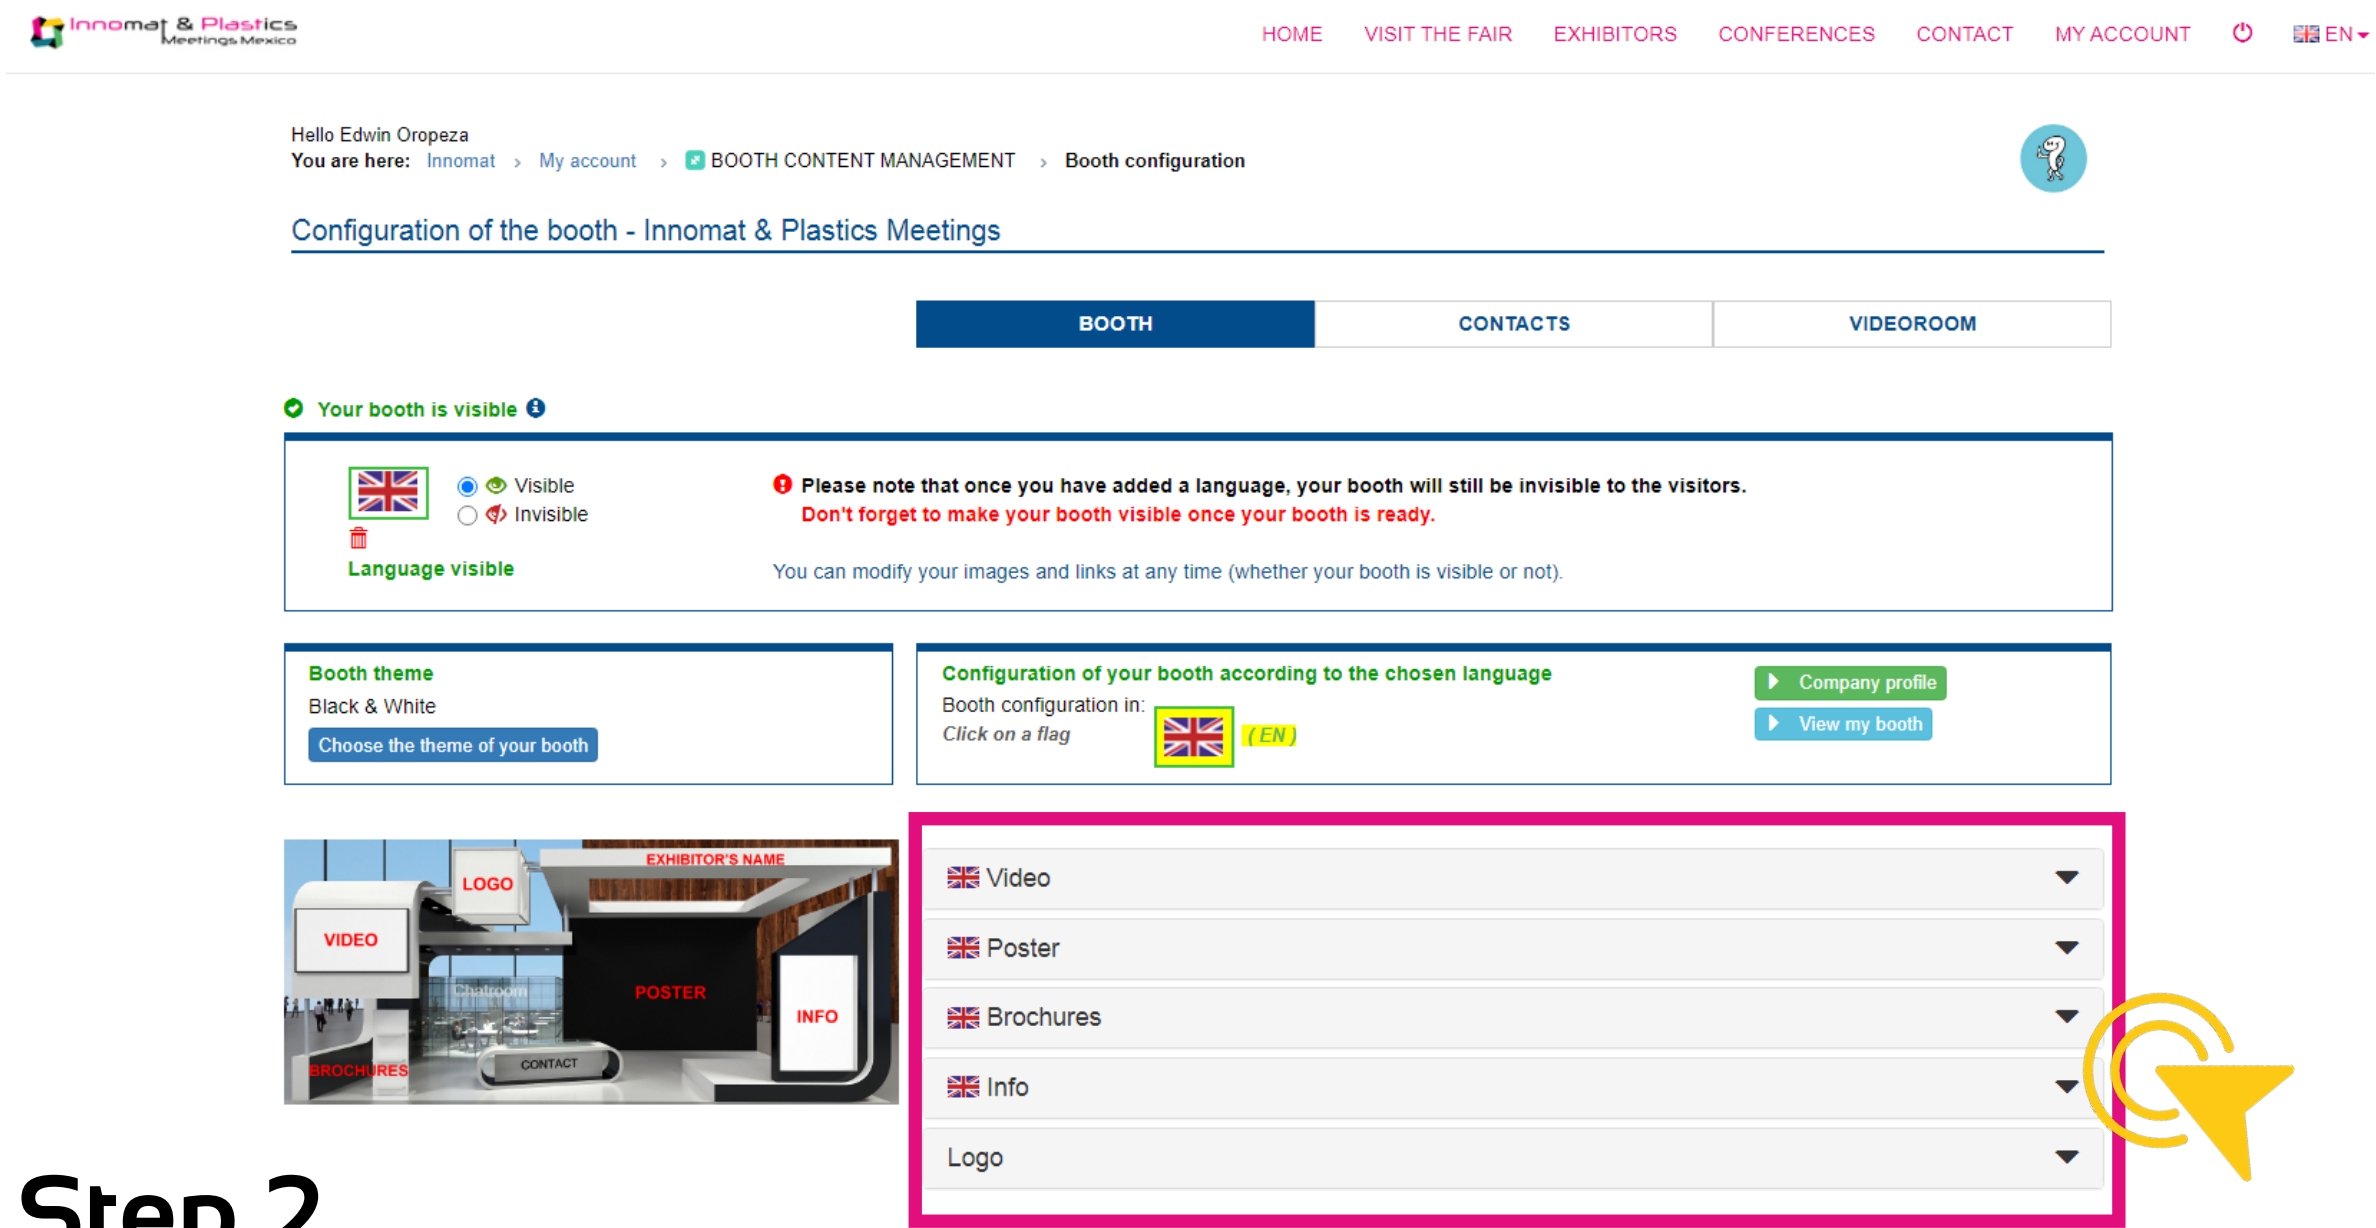 Innomat & Plastics
Meetings Mexico
HOME VISIT THE FAIR EXHIBITORS CONFERENCES CONTACT MY ACCOUNT EN
Hello Edwin Oropeza
You are here: Innomat > My account > BOOTH CONTENT MANAGEMENT > Booth configuration
Configuration of the booth - Innomat & Plastics Meetings
BOOTH CONTACTS VIDEOROOM
Your booth is visible
Visible
Invisible
Language visible
Please note that once you have added a language, your booth will still be invisible to the visitors.
Don't forget to make your booth visible once your booth is ready.
You can modify your images and links at any time (whether your booth is visible or not).
Booth theme
Black & White
Choose the theme of your booth
Configuration of your booth according to the chosen language
Booth configuration in:
Click on a flag
( EN )
Company profile
View my booth
EXHIBITOR'S NAME
LOGO
VIDEO
Chatroom
POSTER
INFO
CONTACT
BROCHURES
Video
Poster
Brochures
Info
Logo
Step 2